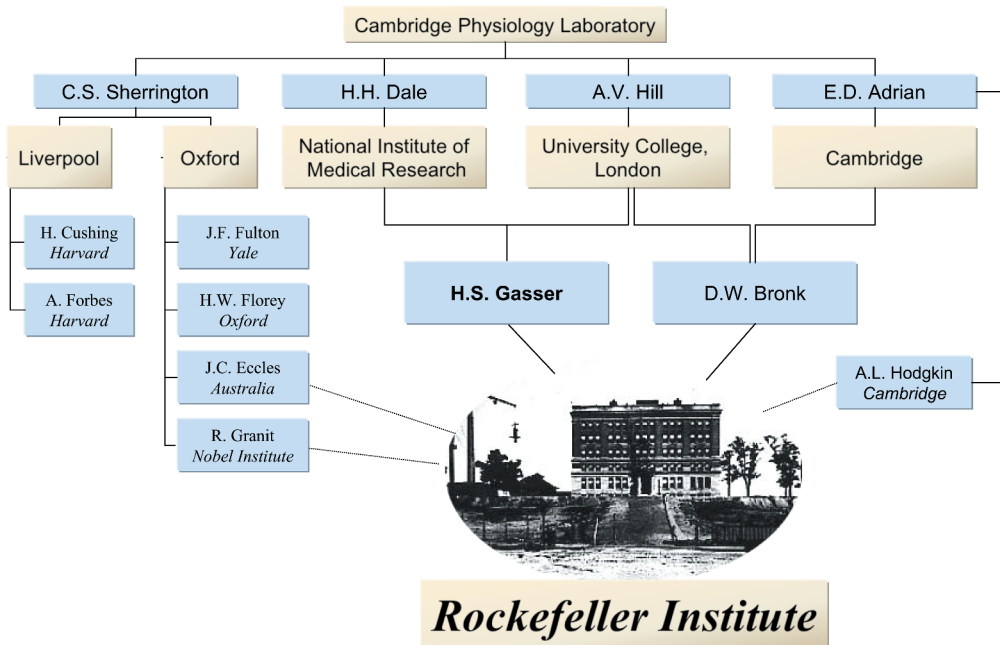 Cambridge Physiology Laboratory
C.S. Sherrington
H.H. Dale
A.V. Hill
E.D. Adrian
Liverpool
Oxford
National Institute of
Medical Research
University College,
London
Cambridge
H. Cushing
Harvard
A. Forbes
Harvard
J.F. Fulton
Yale
H.W. Florey
Oxford
J.C. Eccles
Australia
R. Granit
Nobel Institute
H.S. Gasser
D.W. Bronk
A.L. Hodgkin
Cambridge
Rockefeller Institute